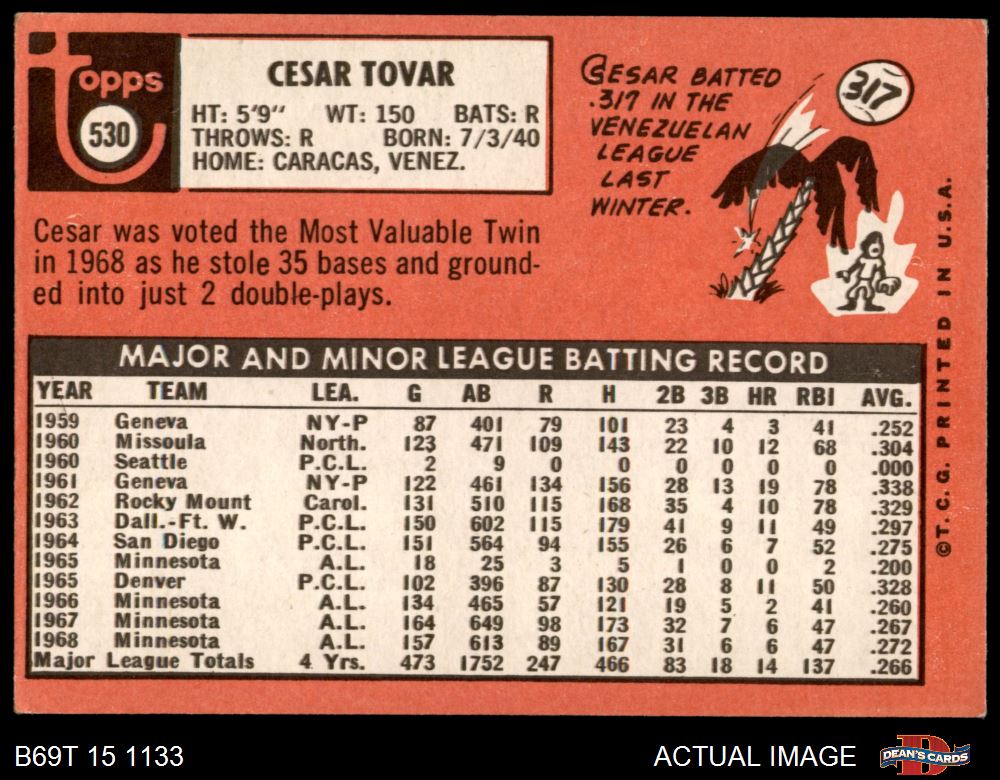 Topps
530
CESAR TOVAR
HT: 5'9" WT: 150 BATS: R
THROWS: R BORN: 7/3/40
HOME: CARACAS, VENEZ.
Cesar was voted the Most Valuable Twin
in 1968 as he stole 35 bases and ground-
ed into just 2 double-plays.
CESAR BATTED
.317 IN THE
VENEZUELAN
LEAGUE
LAST
WINTER.
317
MAJOR AND MINOR LEAGUE BATTING RECORD
YEAR TEAM LEA. G AB R H 2B 3B HR RBI AVG.
1959 Geneva NY-P 87 401 79 101 23 4 3 41 .252
1960 Missoula North. 123 471 109 143 22 10 12 68 .304
1960 Seattle P.C.L. 2 9 0 0 0 0 0 0 .000
1961 Geneva NY-P 122 461 134 156 28 13 19 78 .338
1962 Rocky Mount Carol. 131 510 115 168 35 4 10 78 .329
1963 Dall.-Ft. W. P.C.L. 150 602 115 179 41 9 11 49 .297
1964 San Diego P.C.L. 151 564 94 155 26 6 7 52 .275
1965 Minnesota A.L. 18 25 3 5 1 0 0 2 .200
1965 Denver P.C.L. 102 396 87 130 28 8 11 50 .328
1966 Minnesota A.L. 134 465 57 121 19 5 2 41 .260
1967 Minnesota A.L. 164 649 98 173 32 7 6 47 .267
1968 Minnesota A.L. 157 613 89 167 31 6 6 47 .272
Major League Totals 4 Yrs. 473 1752 247 466 83 18 14 137 .266
©T.C.G. PRINTED IN U.S.A.
B69T 15 1133
ACTUAL IMAGE
DEAN'S CARDS